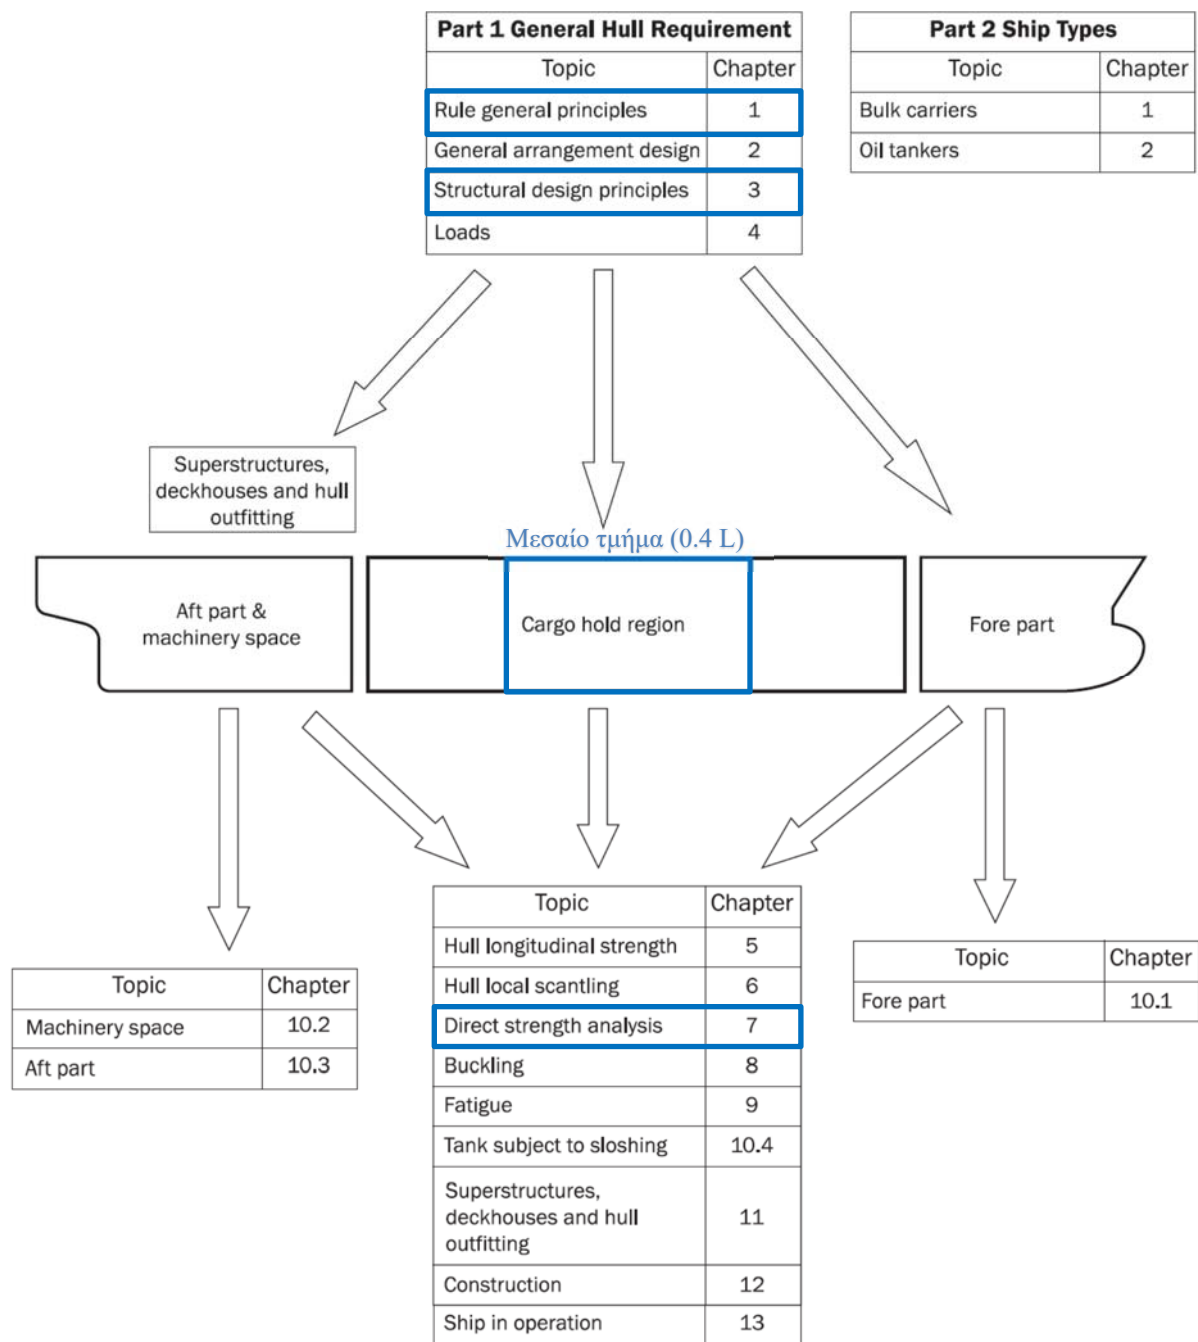 Part 1 General Hull Requirement
Topic Chapter
Rule general principles 1
General arrangement design 2
Structural design principles 3
Loads 4
Part 2 Ship Types
Topic Chapter
Bulk carriers 1
Oil tankers 2
Superstructures,
deckhouses and hull
outfitting
Μεσαίο τμήμα (0.4 L)
Aft part &
machinery space
Cargo hold region
Fore part
Topic Chapter
Machinery space 10.2
Aft part 10.3
Topic Chapter
Hull longitudinal strength 5
Hull local scantling 6
Direct strength analysis 7
Buckling 8
Fatigue 9
Tank subject to sloshing 10.4
Superstructures,
deckhouses and hull 11
outfitting
Construction 12
Ship in operation 13
Topic Chapter
Fore part 10.1